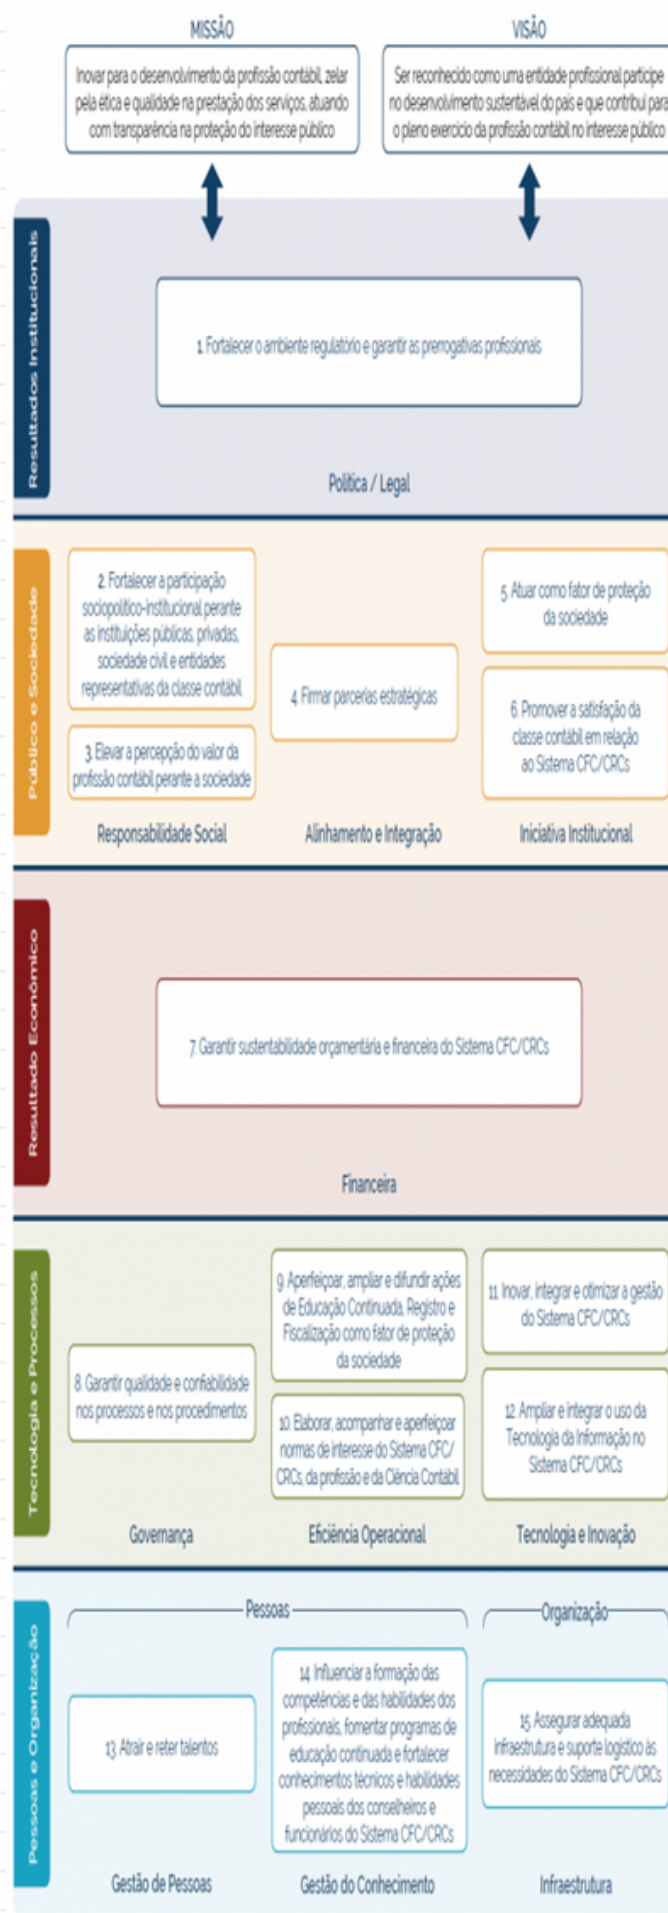 MISSÃO
Inovar para o desenvolvimento da profissão contábil, zelar
pela ética e qualidade na prestação dos serviços, atuando
com transparência na proteção do interesse público
VISÃO
Ser reconhecido como uma entidade profissional partícipe
no desenvolvimento sustentável do país e que contribui para
o pleno exercício da profissão contábil no interesse público
Resultados Institucionais
1. Fortalecer o ambiente regulatório e garantir as prerrogativas profissionais
Política / Legal
Público e Sociedade
2. Fortalecer a participação
sociopolítico-institucional perante
as instituições públicas, privadas,
sociedade civil e entidades
representativas da classe contábil
3. Elevar a percepção do valor da
profissão contábil perante a sociedade
Responsabilidade Social
4. Firmar parcerias estratégicas
Alinhamento e Integração
5. Atuar como fator de proteção
da sociedade
6. Promover a satisfação da
classe contábil em relação
ao Sistema CFC/CRCs
Iniciativa Institucional
Resultado Econômico
7. Garantir sustentabilidade orçamentária e financeira do Sistema CFC/CRCs
Financeira
Tecnologia e Processos
8. Garantir qualidade e confiabilidade
nos processos e nos procedimentos
Governança
9. Aperfeiçoar, ampliar e difundir ações
de Educação Continuada, Registro e
Fiscalização como fator de proteção
da sociedade
10. Elaborar, acompanhar e aperfeiçoar
normas de interesse do Sistema CFC/
CRCs, da profissão e da Ciência Contábil
Eficiência Operacional
11. Inovar, integrar e otimizar a gestão
do Sistema CFC/CRCs
12. Ampliar e integrar o uso da
Tecnologia da Informação no
Sistema CFC/CRCs
Tecnologia e Inovação
Pessoas e Organização
Pessoas
13. Atrair e reter talentos
Gestão de Pessoas
14. Influenciar a formação das
competências e das habilidades dos
profissionais, fomentar programas de
educação continuada e fortalecer
conhecimentos técnicos e habilidades
pessoais dos conselheiros e
funcionários do Sistema CFC/CRCs
Gestão do Conhecimento
Organização
15. Assegurar adequada
infraestrutura e suporte logístico às
necessidades do Sistema CFC/CRCs
Infraestrutura